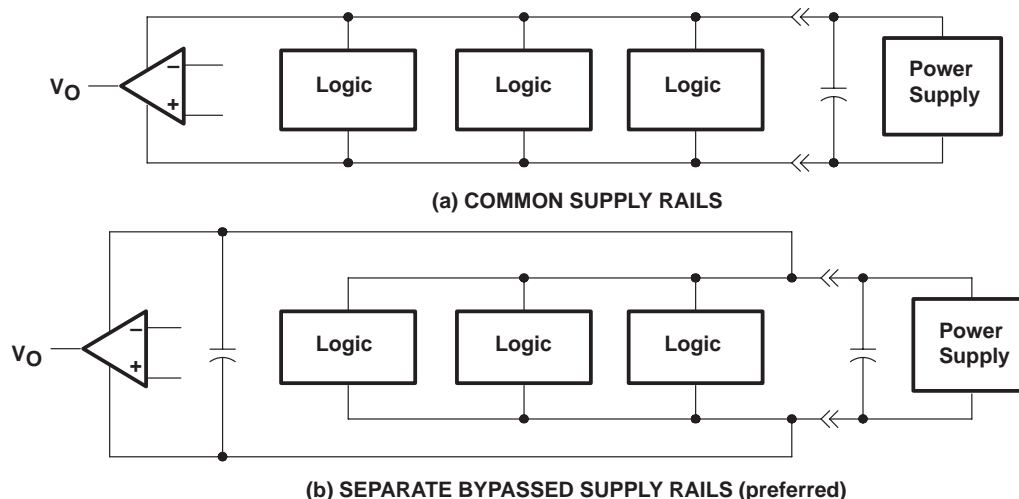 Power
Supply
Logic
Logic
Logic
−
+
VO
(a) COMMON SUPPLY RAILS
Power
Supply
Logic
Logic
Logic
−
+
VO
(b) SEPARATE BYPASSED SUPPLY RAILS (preferred)